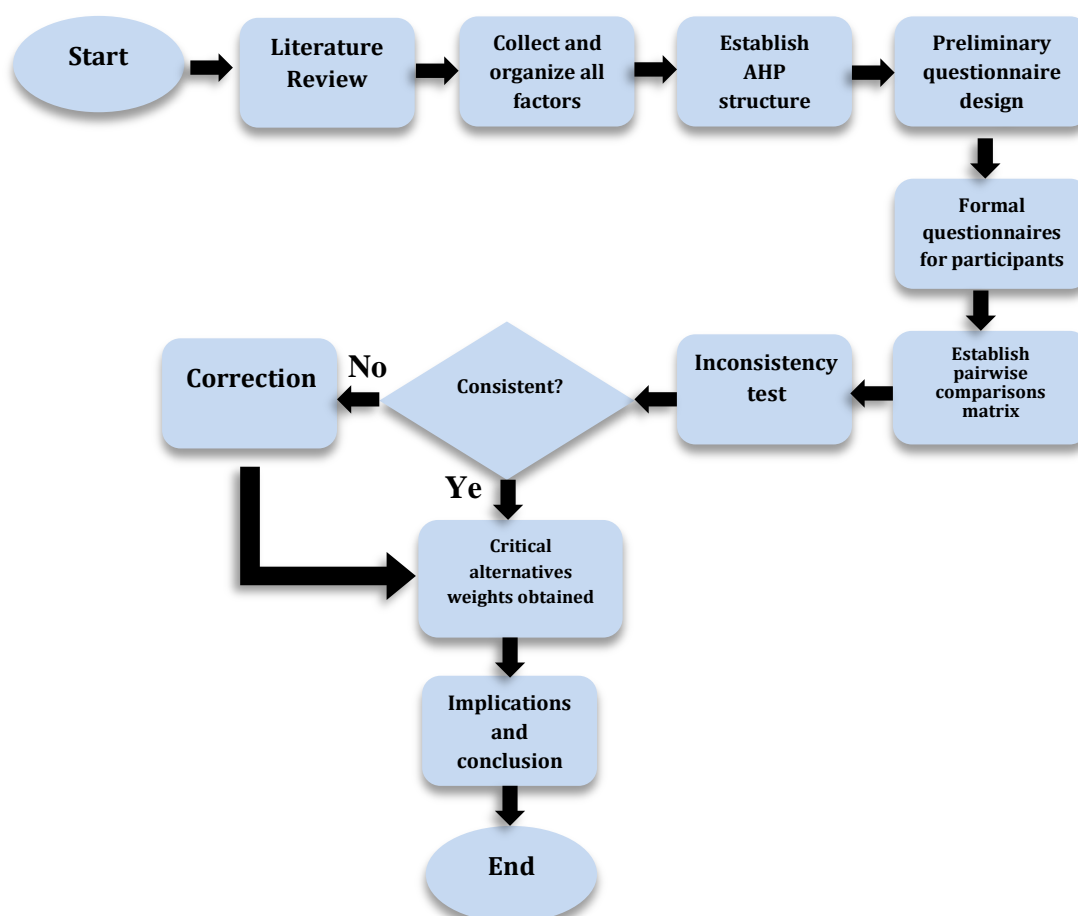 Start
Literature
Review
Collect and
organize all
factors
Establish
AHP
structure
Preliminary
questionnaire
design
Formal
questionnaires
for participants
Establish
pairwise
comparisons
matrix
Inconsistency
test
Consistent?
No
Correction
Ye
Critical
alternatives
weights obtained
Implications
and
conclusion
End